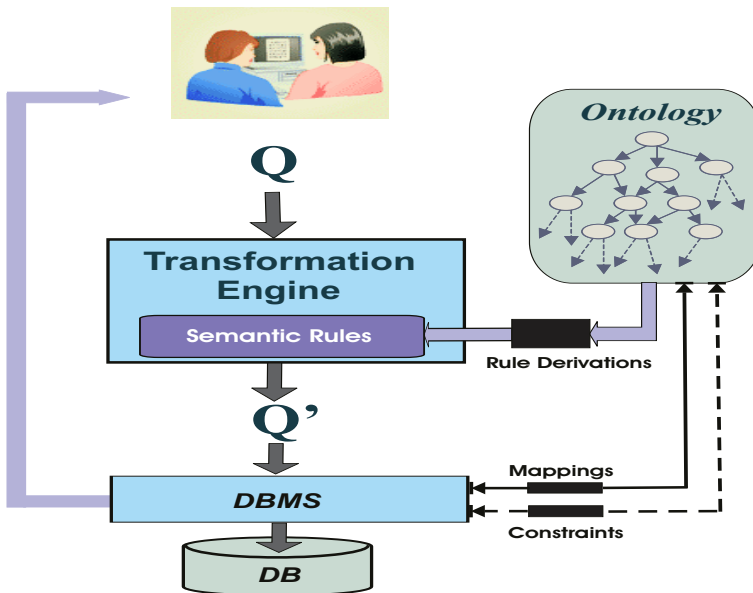 Ontology
Q
Transformation
Engine
Semantic Rules
Rule Derivations
Q’
Mappings
DBMS
Constraints
DB